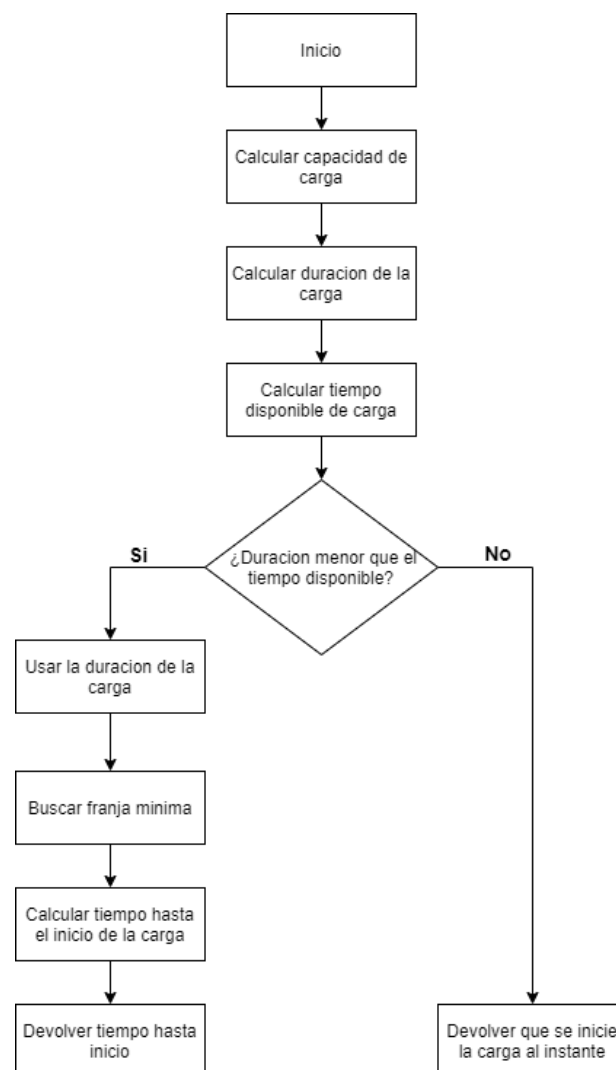 Inicio
Calcular capacidad de
carga
Calcular duracion de la
carga
Calcular tiempo
disponible de carga
¿Duracion menor que el
tiempo disponible?
Si
No
Usar la duracion de la
carga
Buscar franja minima
Calcular tiempo hasta
el inicio de la carga
Devolver tiempo hasta
inicio
Devolver que se inicie
la carga al instante